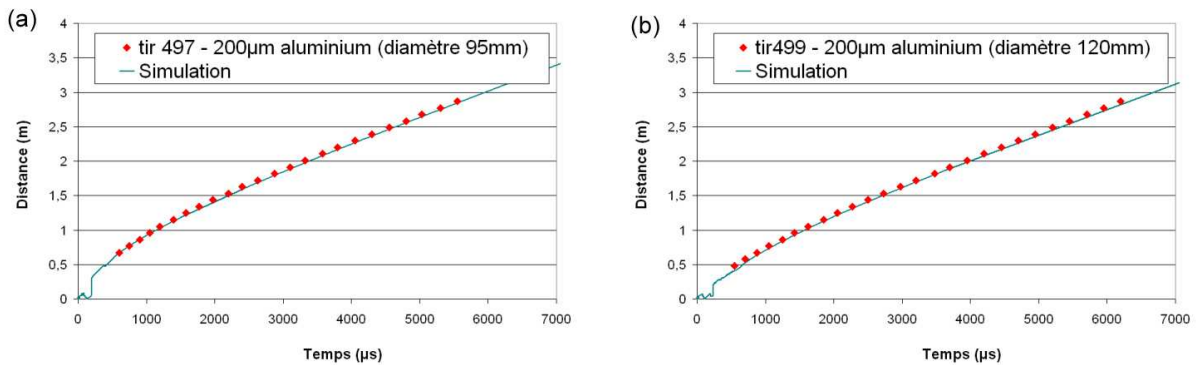 (a)
4
3,5
3
2,5
2
1,5
1
0,5
0
Distance (m)
tir 497 - 200µm aluminium (diamètre 95mm)
Simulation
0 1000 2000 3000 4000 5000 6000 7000
Temps (µs)
(b)
4
3,5
3
2,5
2
1,5
1
0,5
0
Distance (m)
tir499 - 200µm aluminium (diamètre 120mm)
Simulation
0 1000 2000 3000 4000 5000 6000 7000
Temps (µs)